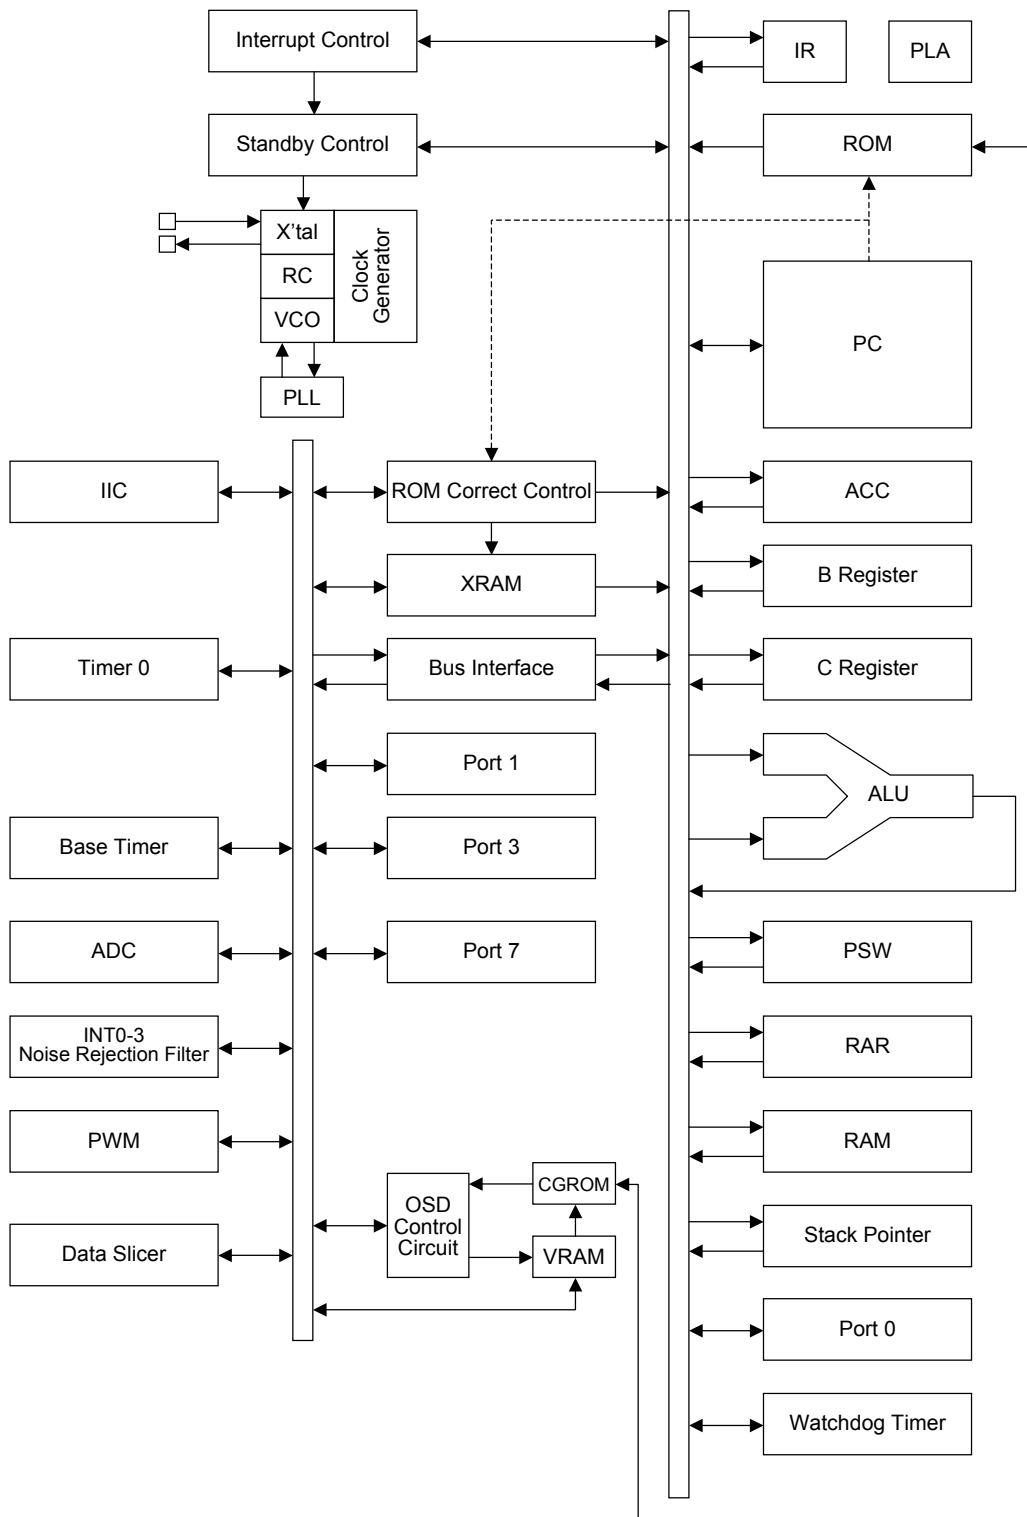 Interrupt Control
IR
PLA
Standby Control
ROM
X'tal
RC
VCO
Clock
Generator
PC
PLL
IIC
ROM Correct Control
ACC
XRAM
B Register
Timer 0
Bus Interface
C Register
Port 1
ALU
Base Timer
Port 3
ADC
Port 7
PSW
INT0-3
Noise Rejection Filter
RAR
PWM
RAM
OSD
Control
Circuit
CGROM
VRAM
Data Slicer
Stack Pointer
Port 0
Watchdog Timer